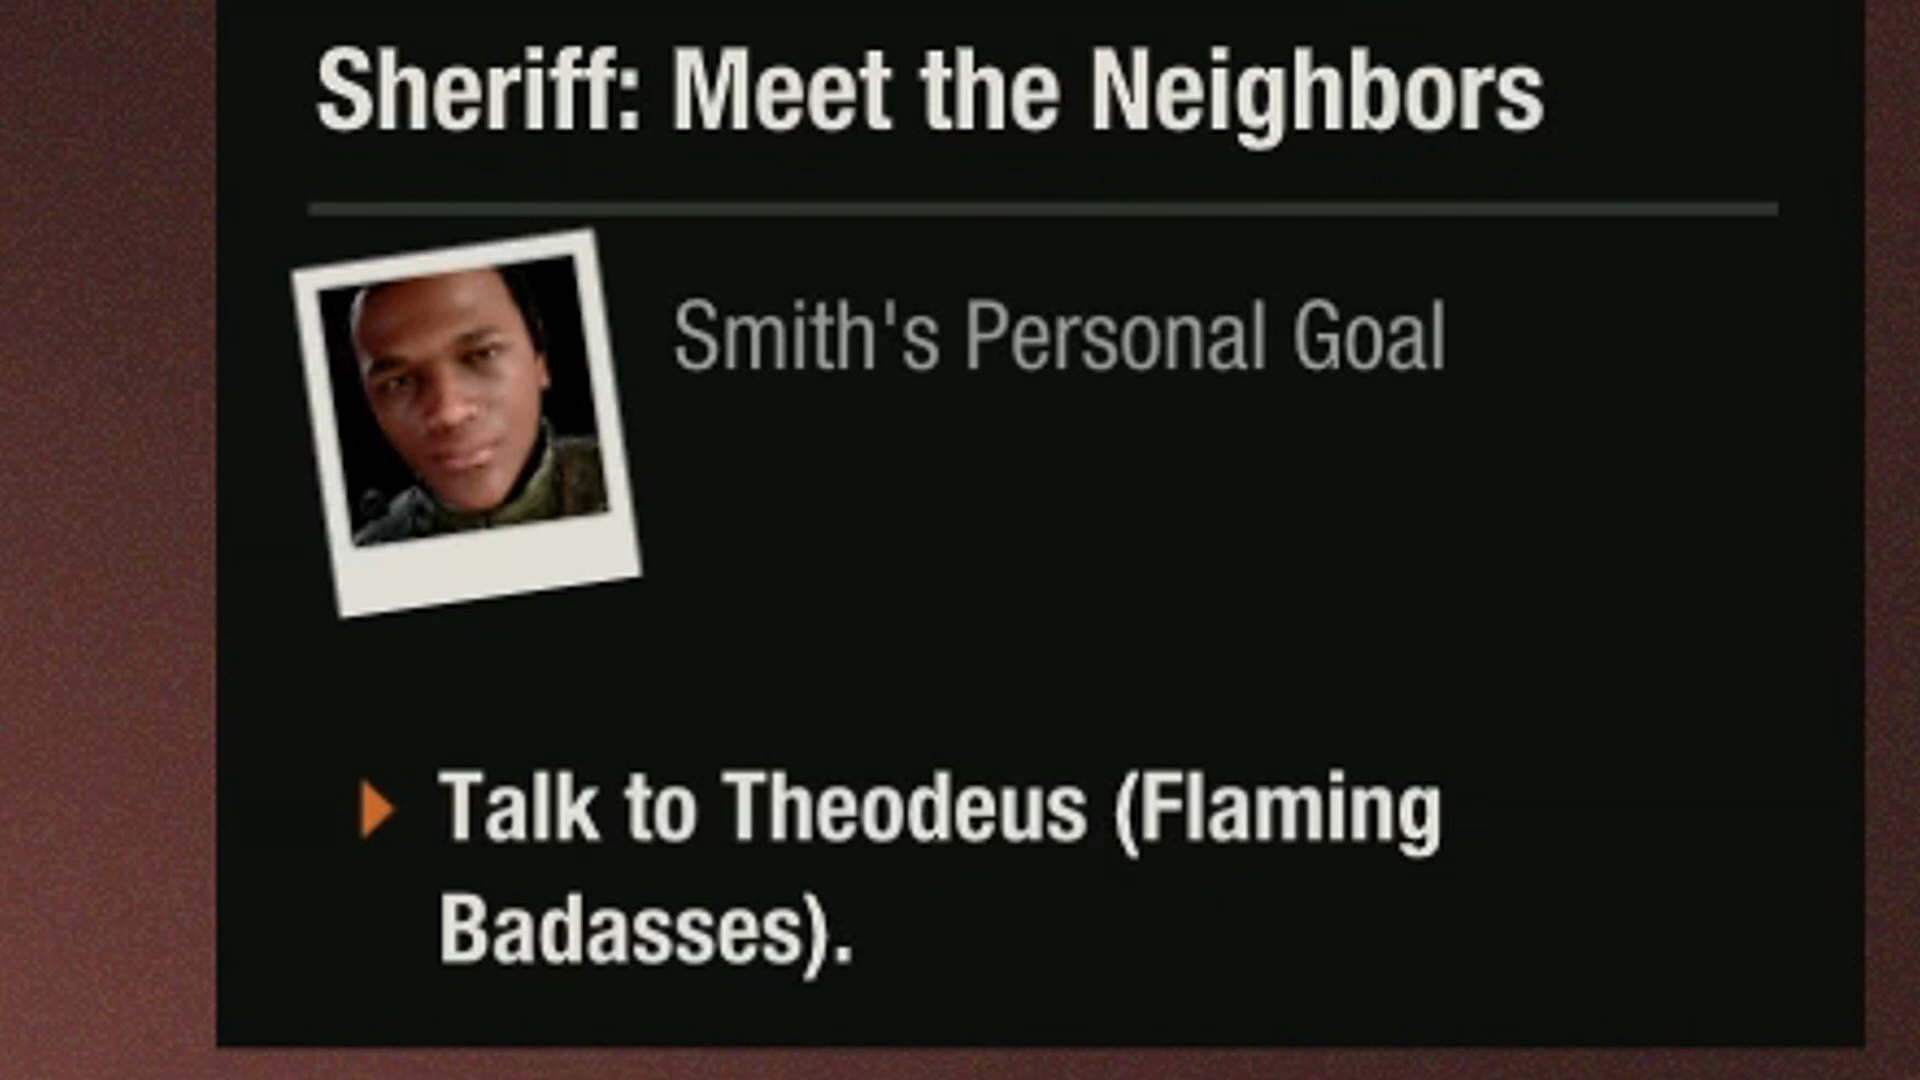 Sheriff: Meet the Neighbors
Smith's Personal Goal
Talk to Theodeus (Flaming
Badasses).